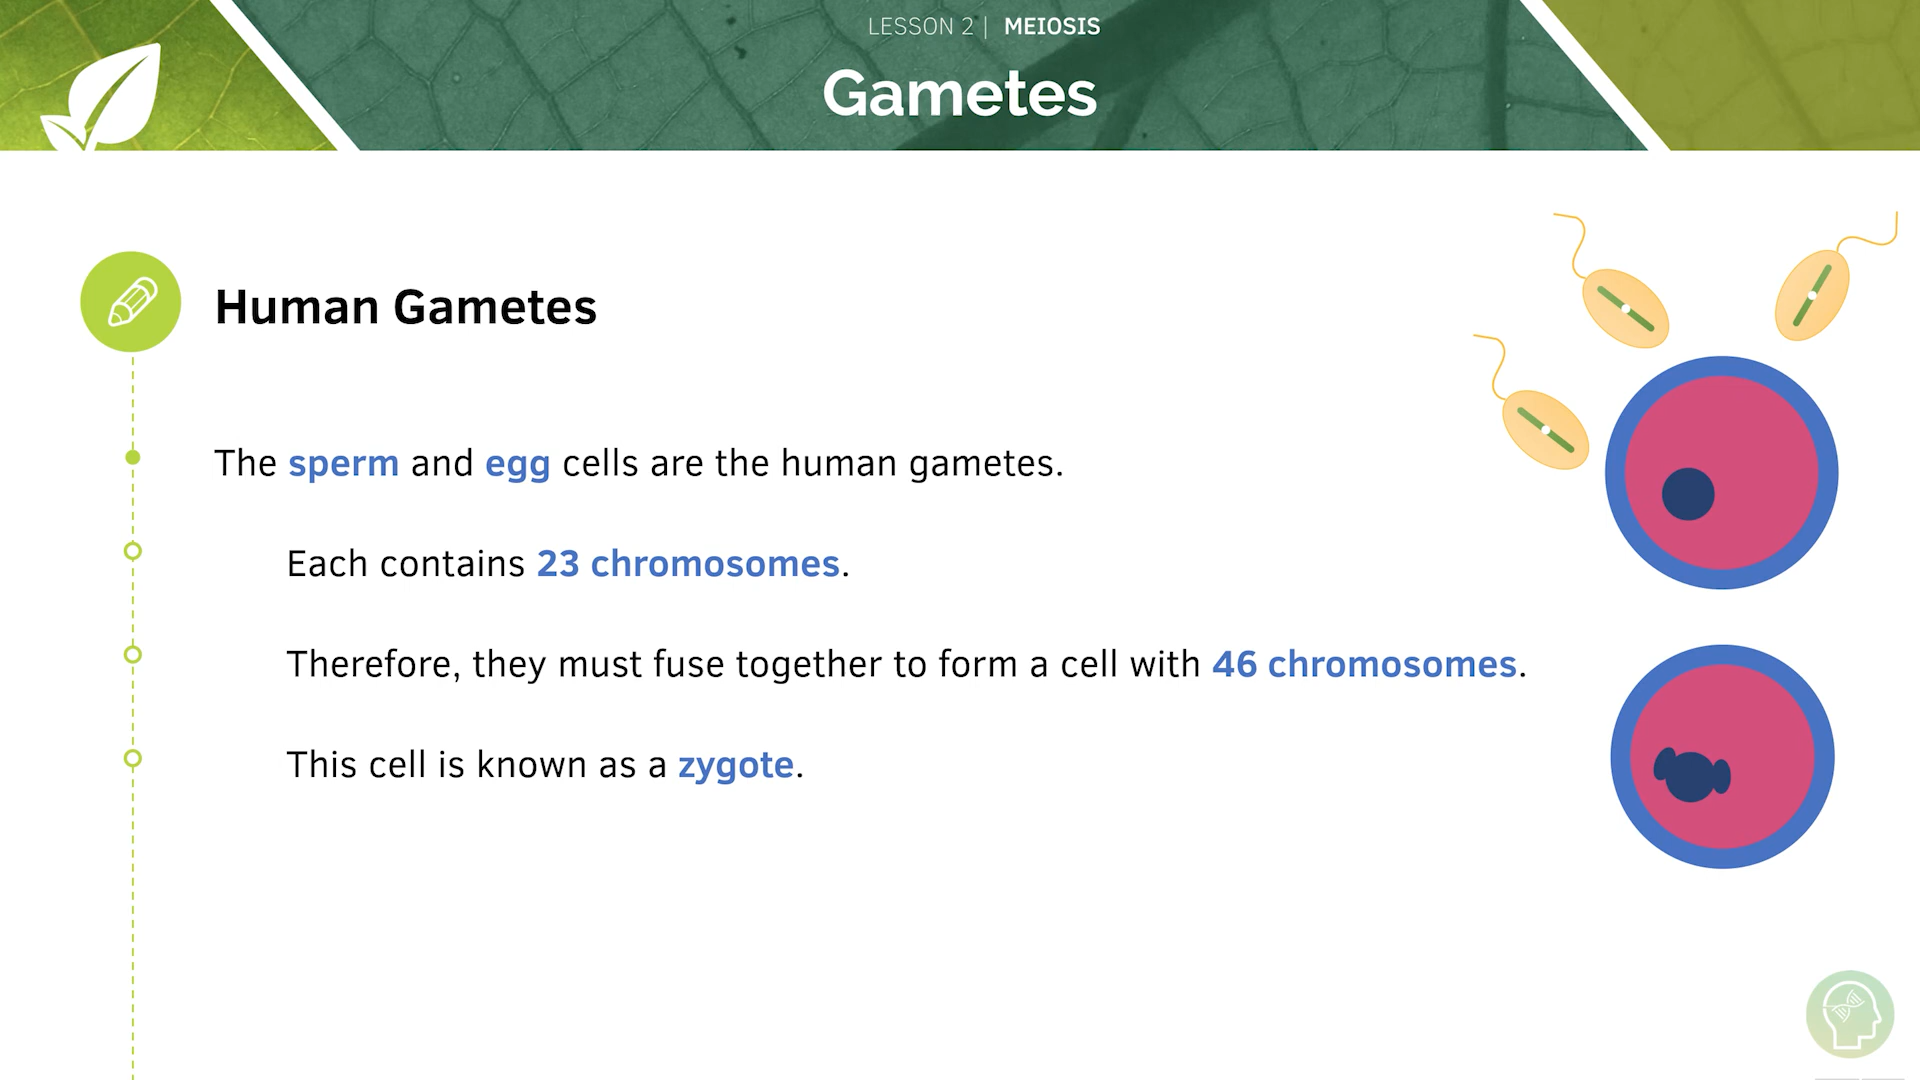 LESSON 2 | MEIOSIS
Gametes
Human Gametes
The sperm and egg cells are the human gametes.
Each contains 23 chromosomes.
Therefore, they must fuse together to form a cell with 46 chromosomes.
This cell is known as a zygote.